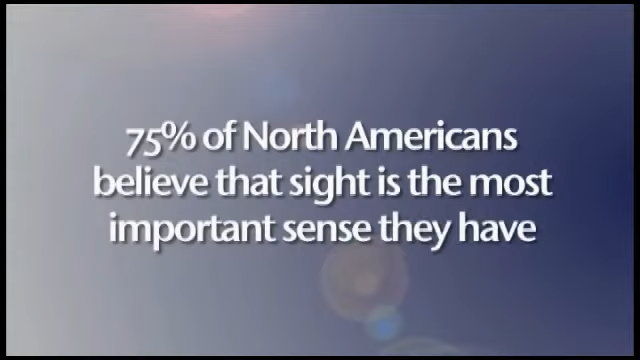 75% of North Americans
believe that sight is the most
important sense they have